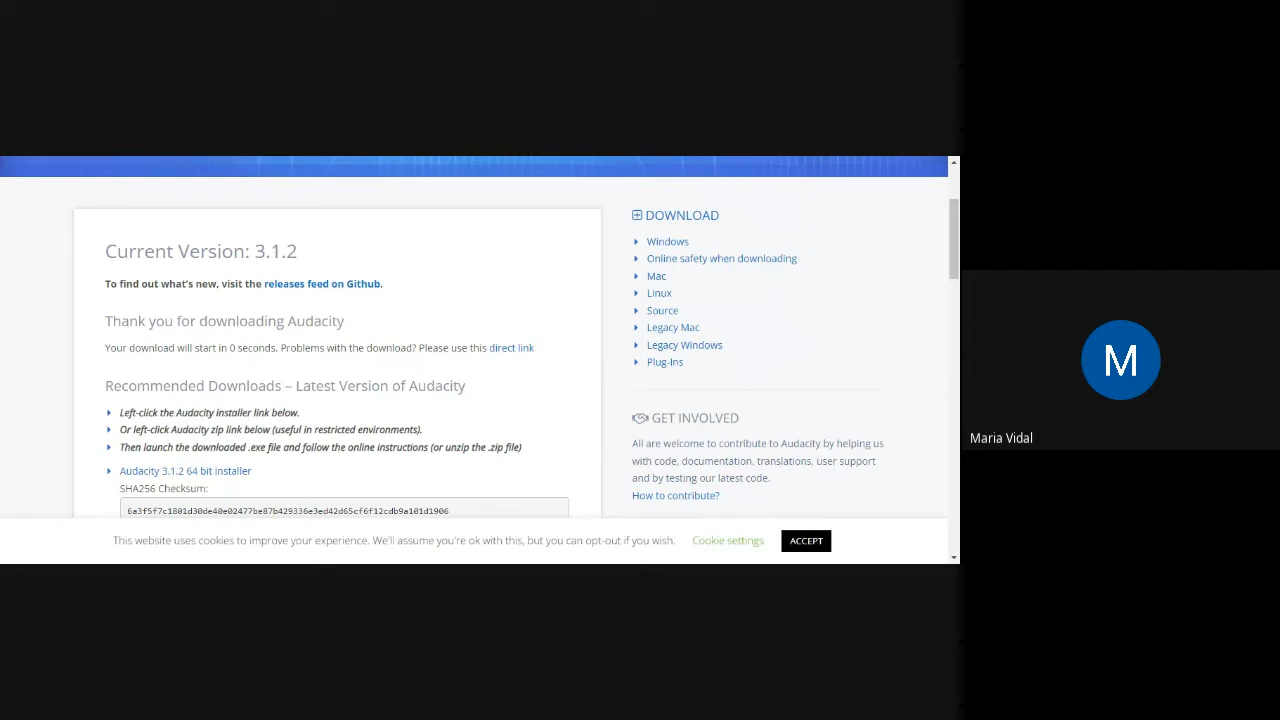 Current Version: 3.1.2
To find out what's new, visit the releases feed on Github.
Thank you for downloading Audacity
Your download will start in 0 seconds. Problems with the download? Please use this direct link
Recommended Downloads – Latest Version of Audacity
Left-click the Audacity installer link below.
Or left-click Audacity zip link below (useful in restricted environments).
Then launch the downloaded .exe file and follow the online instructions (or unzip the .zip file)
Audacity 3.1.2 64 bit installer
SHA256 Checksum:
6a3f5f7c1801d30de40e02477be87b429336e3ed42d65cf6f12cdb9a101d1906
DOWNLOAD
Windows
Online safety when downloading
Mac
Linux
Source
Legacy Mac
Legacy Windows
Plug-Ins
GET INVOLVED
All are welcome to contribute to Audacity by helping us
with code, documentation, translations, user support
and by testing our latest code.
How to contribute?
This website uses cookies to improve your experience. We'll assume you're ok with this, but you can opt-out if you wish. Cookie settings ACCEPT
M
Maria Vidal